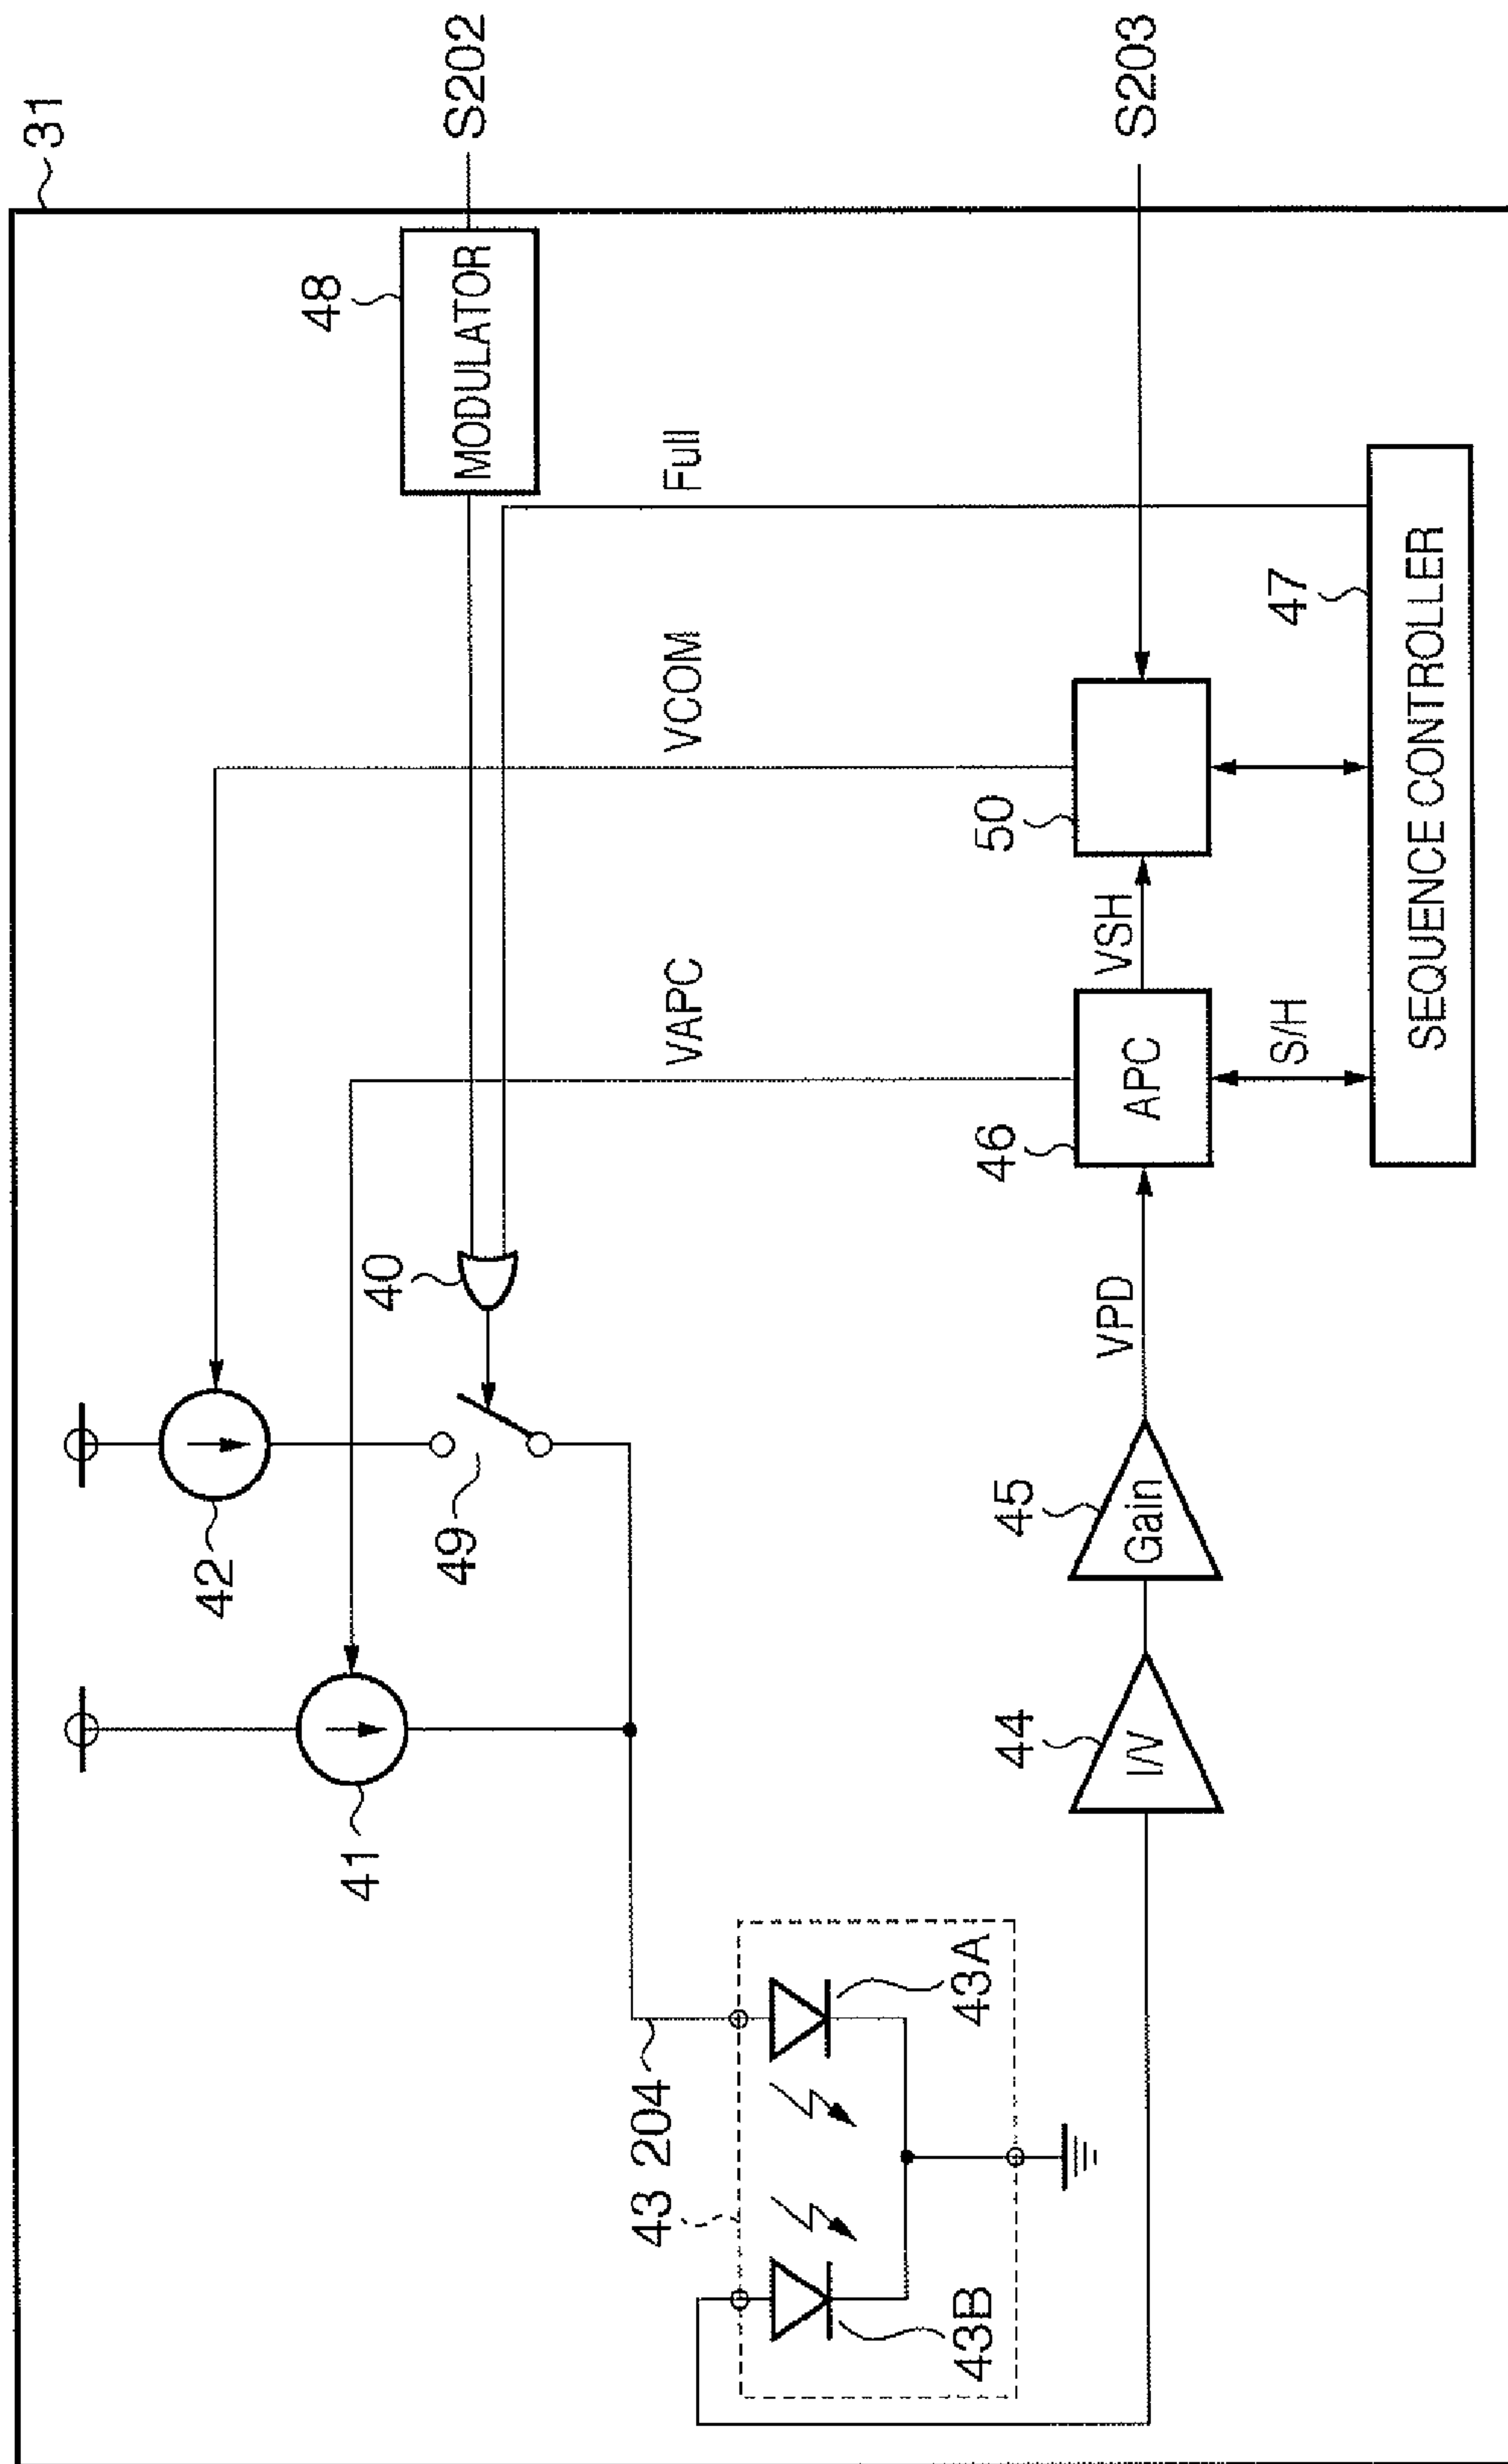 31
S202
S203
48
MODULATOR
Full
VCOM
VAPC
40
42
49
41
204
43
43A
43B
44
I/V
45
Gain
VPD
46
APC
VSH
50
S/H
47
SEQUENCE CONTROLLER